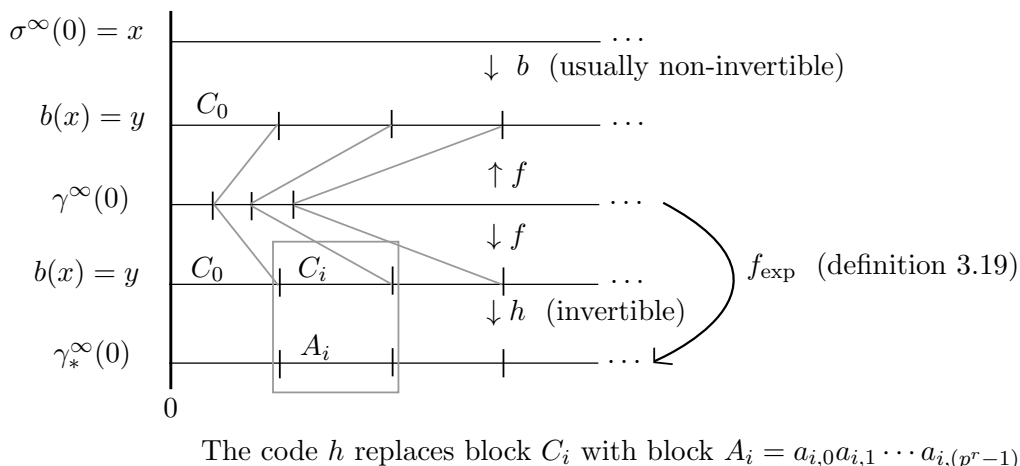 σ^∞(0) = x ⋯
↓ b (usually non-invertible)
b(x) = y C_0 ⋯
↑ f
γ^∞(0) ⋯
↓ f
b(x) = y C_0 C_i ⋯ f_exp (definition 3.19)
↓ h (invertible)
γ_*^∞(0) A_i ⋯
0
The code h replaces block C_i with block A_i = a_{i,0}a_{i,1} ⋯ a_{i,(p^r−1)}